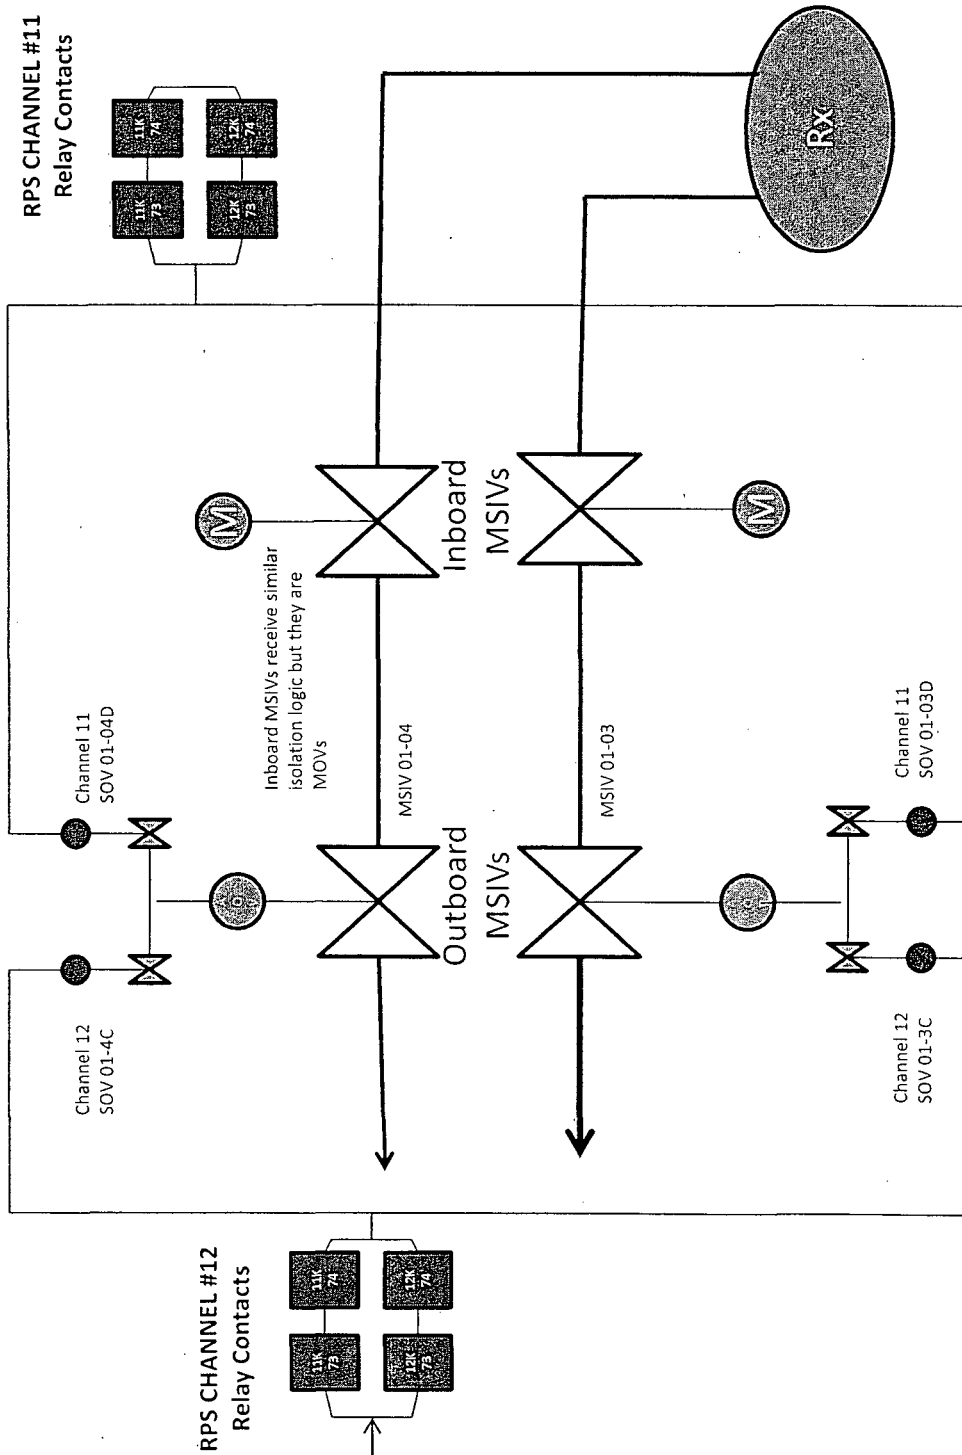 RPS CHANNEL #11
Relay Contacts
11K
73
11K
74
12K
73
12K
74
Rx
M
Inboard MSIVs receive similar
isolation logic but they are
MOVs
Inboard
MSIVs
M
Channel 11
SOV 01-04D
MSIV 01-04
MSIV 01-03
Channel 11
SOV 01-03D
Outboard
MSIVs
Channel 12
SOV 01-4C
Channel 12
SOV 01-3C
RPS CHANNEL #12
Relay Contacts
11K
73
11K
74
12K
73
12K
74